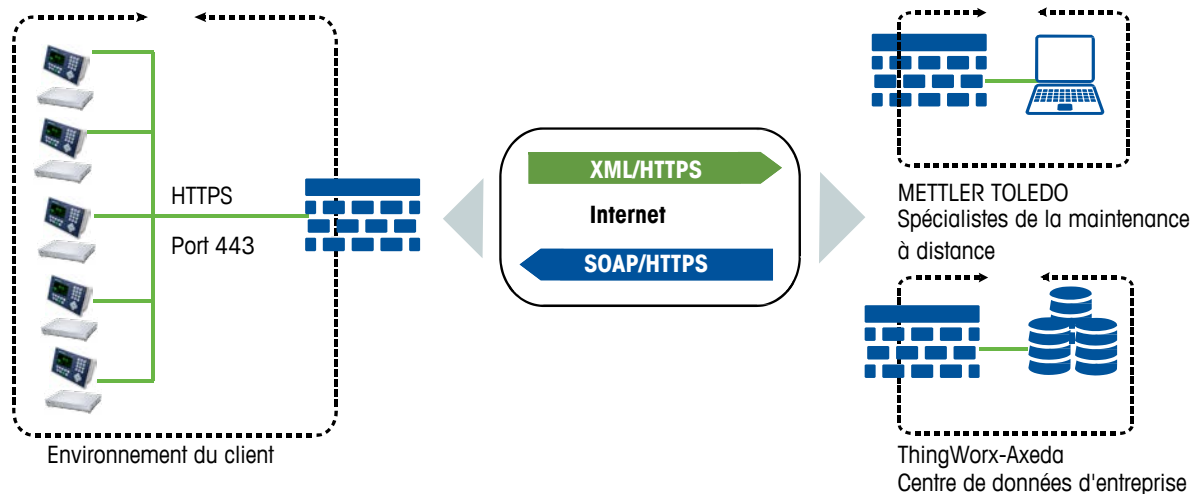 HTTPS
Port 443
Environnement du client
XML/HTTPS
Internet
SOAP/HTTPS
METTLER TOLEDO
Spécialistes de la maintenance
à distance
ThingWorx-Axeda
Centre de données d'entreprise